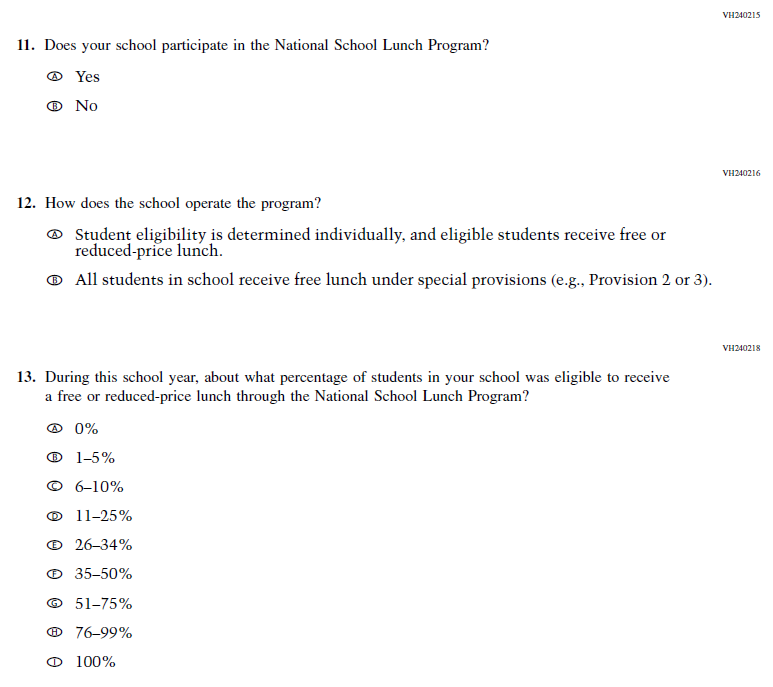 VH240215
11. Does your school participate in the National School Lunch Program?
Ⓐ Yes
Ⓑ No
VH240216
12. How does the school operate the program?
Ⓐ Student eligibility is determined individually, and eligible students receive free or
reduced-price lunch.
Ⓑ All students in school receive free lunch under special provisions (e.g., Provision 2 or 3).
VH240218
13. During this school year, about what percentage of students in your school was eligible to receive
a free or reduced-price lunch through the National School Lunch Program?
Ⓐ 0%
Ⓑ 1–5%
Ⓒ 6–10%
Ⓓ 11–25%
Ⓔ 26–34%
Ⓕ 35–50%
Ⓖ 51–75%
Ⓗ 76–99%
Ⓘ 100%